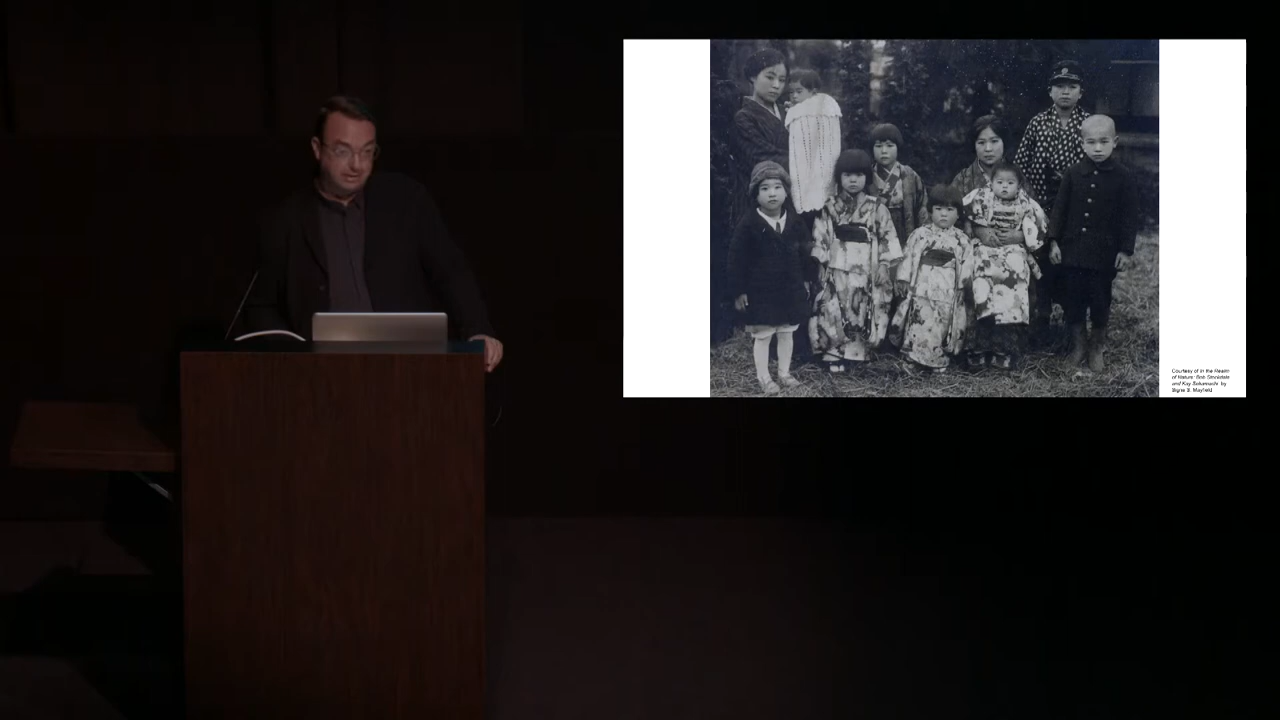 Courtesy of In the Realm
of Nature: Bob Stocksdale
and Kay Sekimachi by
Signe S. Mayfield